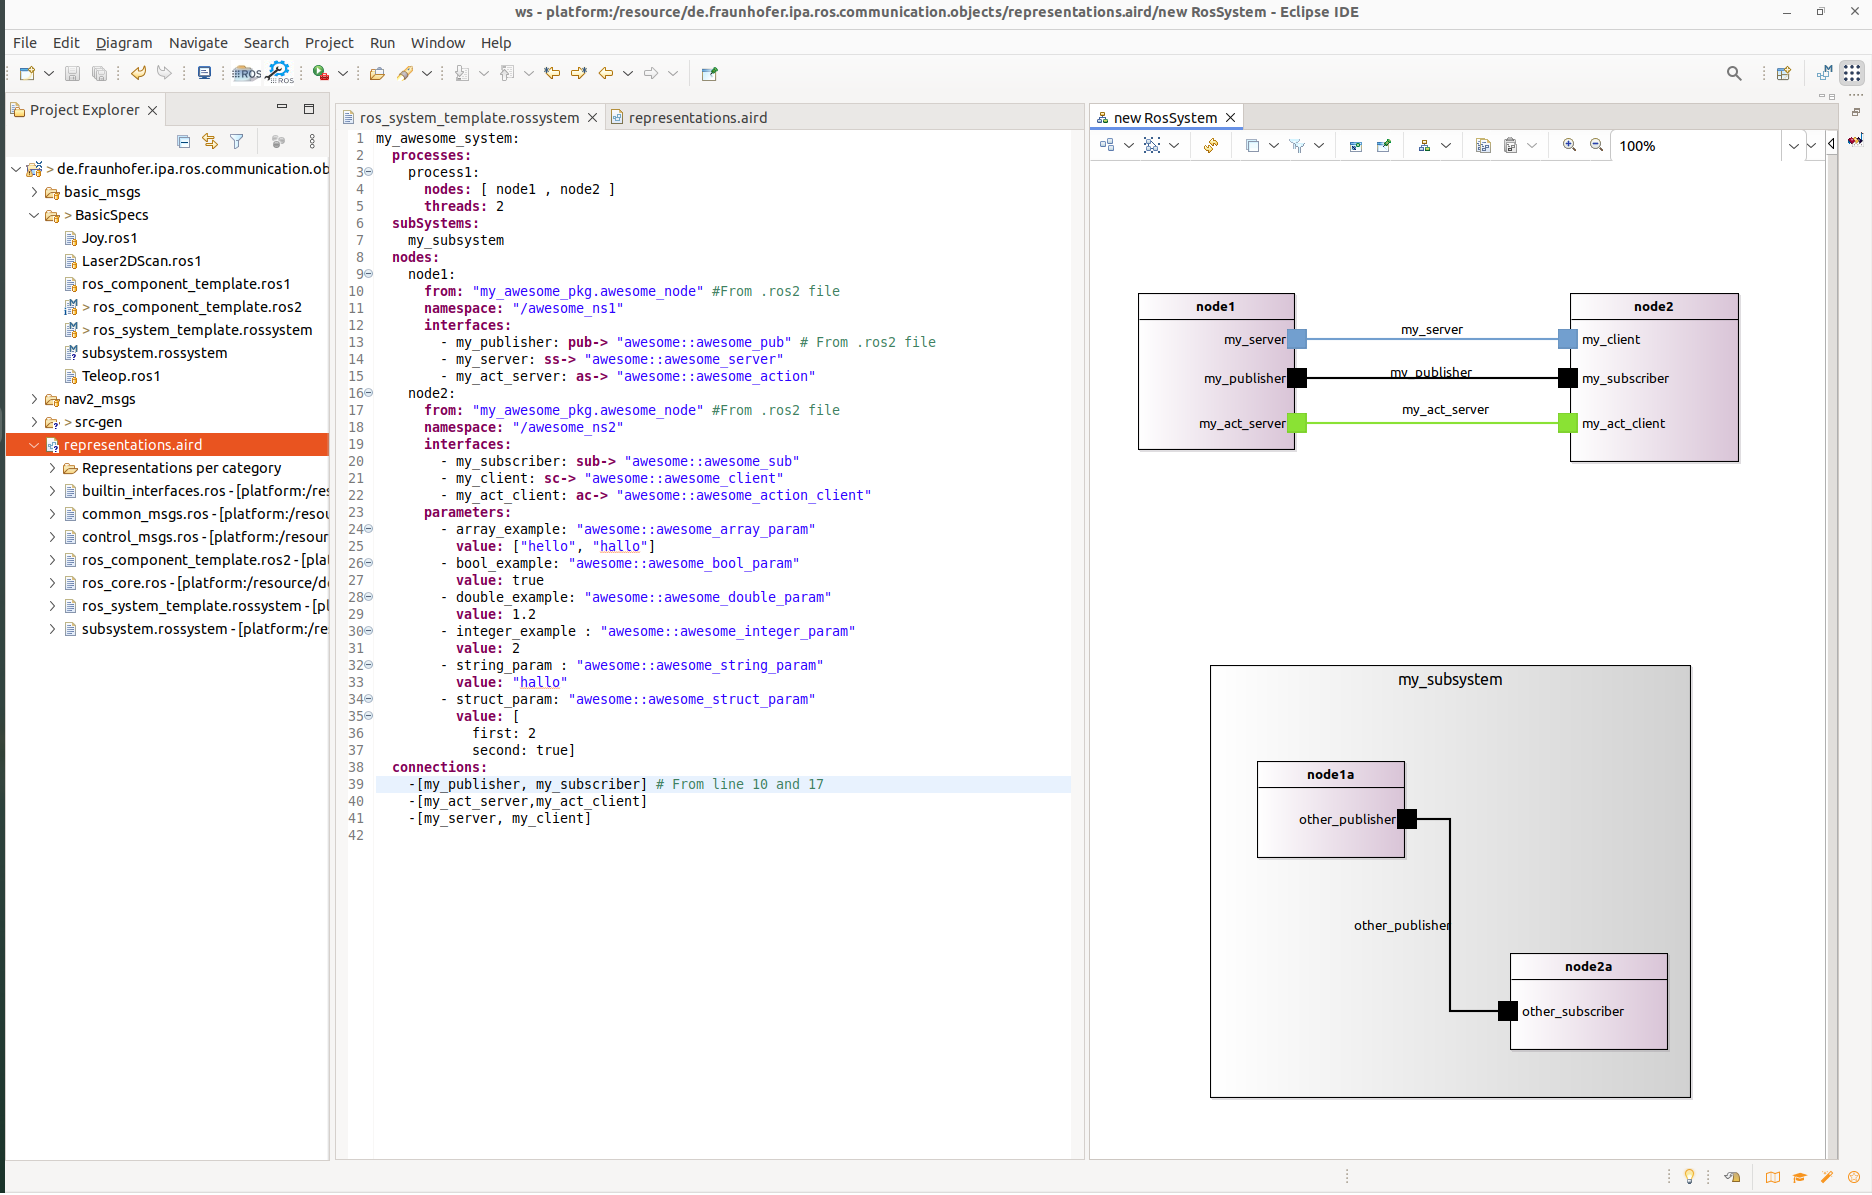 ws - platform:/resource/de.fraunhofer.ipa.ros.communication.objects/representations.aird/new RosSystem - Eclipse IDE
File Edit Diagram Navigate Search Project Run Window Help
ROS ROS
Project Explorer
> de.fraunhofer.ipa.ros.communication.ob
basic_msgs
> BasicSpecs
Joy.ros1
Laser2DScan.ros1
ros_component_template.ros1
> ros_component_template.ros2
> ros_system_template.rossystem
subsystem.rossystem
Teleop.ros1
nav2_msgs
> src-gen
representations.aird
Representations per category
builtin_interfaces.ros - [platform:/res
common_msgs.ros - [platform:/resou
control_msgs.ros - [platform:/resour
ros_component_template.ros2 - [pla
ros_core.ros - [platform:/resource/d
ros_system_template.rossystem - [pl
subsystem.rossystem - [platform:/re
ros_system_template.rossystem representations.aird
1 my_awesome_system:
2 processes:
3 process1:
4 nodes: [ node1 , node2 ]
5 threads: 2
6 subSystems:
7 my_subsystem
8 nodes:
9 node1:
10 from: "my_awesome_pkg.awesome_node" #From .ros2 file
11 namespace: "/awesome_ns1"
12 interfaces:
13 - my_publisher: pub-> "awesome::awesome_pub" # From .ros2 file
14 - my_server: ss-> "awesome::awesome_server"
15 - my_act_server: as-> "awesome::awesome_action"
16 node2:
17 from: "my_awesome_pkg.awesome_node" #From .ros2 file
18 namespace: "/awesome_ns2"
19 interfaces:
20 - my_subscriber: sub-> "awesome::awesome_sub"
21 - my_client: sc-> "awesome::awesome_client"
22 - my_act_client: ac-> "awesome::awesome_action_client"
23 parameters:
24 - array_example: "awesome::awesome_array_param"
25 value: ["hello", "hallo"]
26 - bool_example: "awesome::awesome_bool_param"
27 value: true
28 - double_example: "awesome::awesome_double_param"
29 value: 1.2
30 - integer_example : "awesome::awesome_integer_param"
31 value: 2
32 - string_param : "awesome::awesome_string_param"
33 value: "hallo"
34 - struct_param: "awesome::awesome_struct_param"
35 value: [
36 first: 2
37 second: true]
38 connections:
39 -[my_publisher, my_subscriber] # From line 10 and 17
40 -[my_act_server,my_act_client]
41 -[my_server, my_client]
42
new RosSystem
100%
node1 node2
my_server my_server my_client
my_publisher my_publisher my_subscriber
my_act_server my_act_server my_act_client
my_subsystem
node1a
other_publisher
other_publisher
node2a
other_subscriber